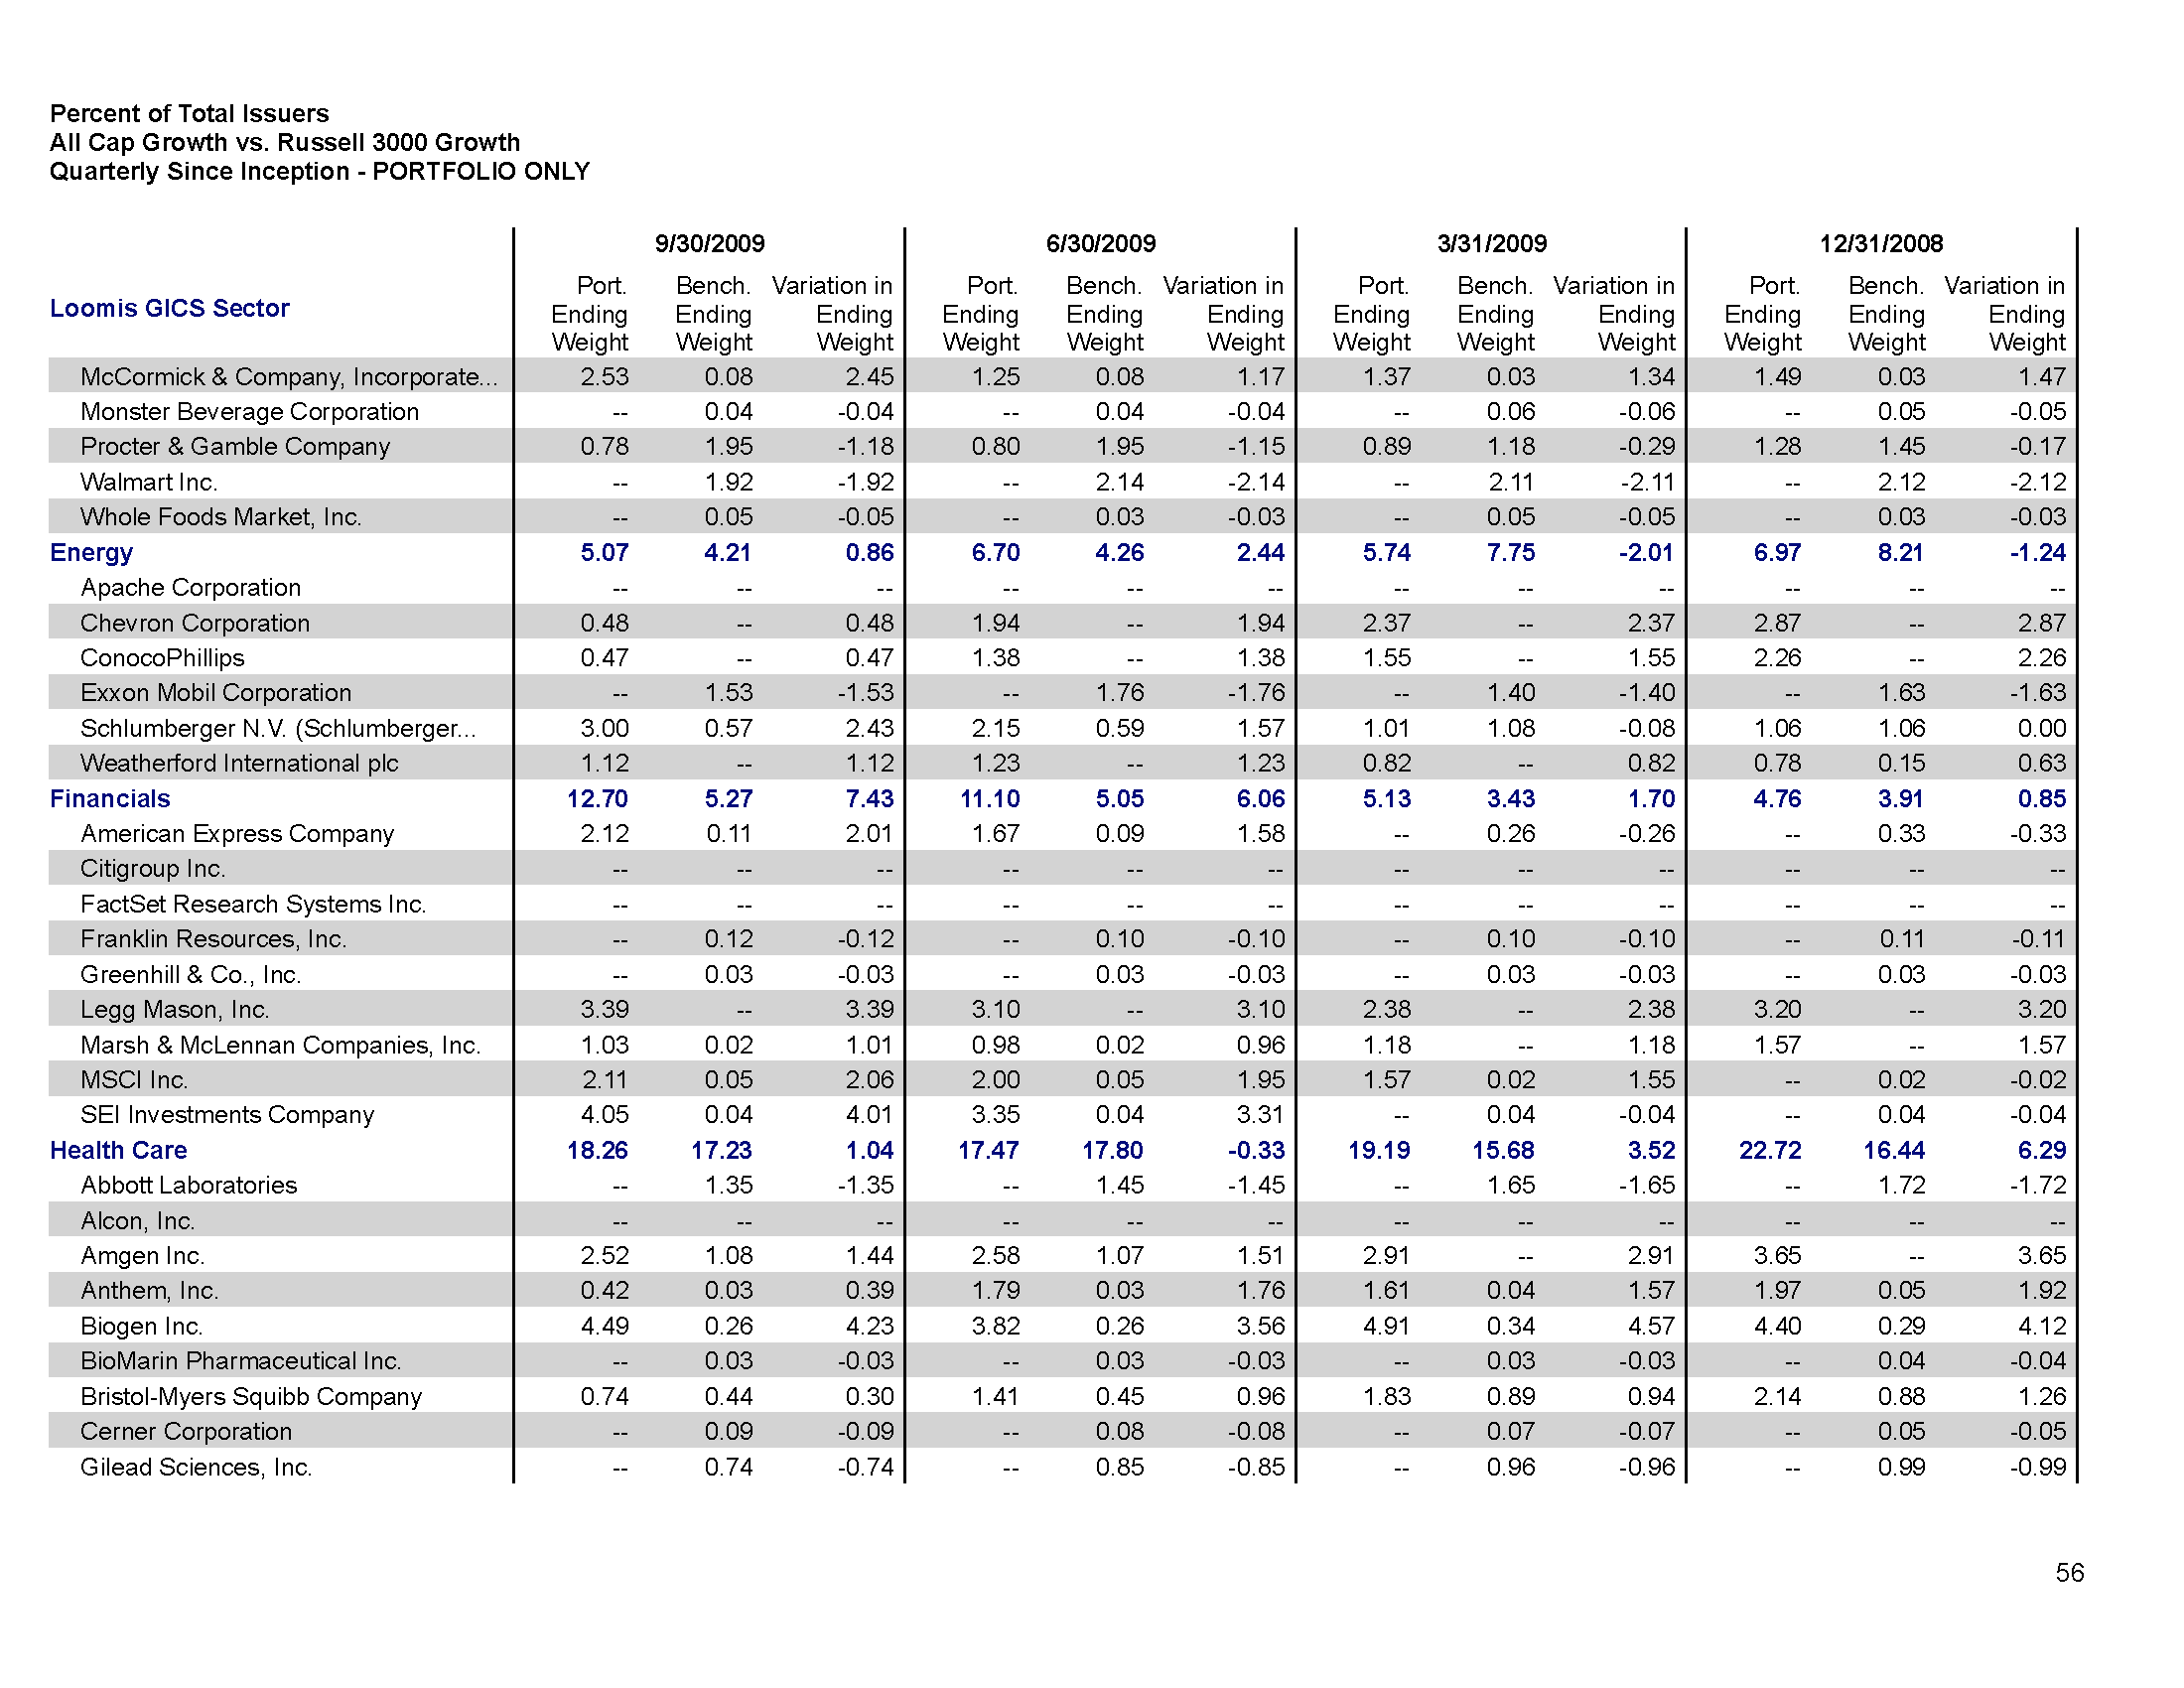 Percent of Total Issuers
All Cap Growth vs. Russell 3000 Growth
Quarterly Since Inception - PORTFOLIO ONLY
9/30/2009 6/30/2009 3/31/2009 12/31/2008
Loomis GICS Sector
Port. Bench. Variation in Port. Bench. Variation in Port. Bench. Variation in Port. Bench. Variation in
Ending Ending Ending Ending Ending Ending Ending Ending Ending Ending Ending Ending
Weight Weight Weight Weight Weight Weight Weight Weight Weight Weight Weight Weight
McCormick & Company, Incorporate... 2.53 0.08 2.45 1.25 0.08 1.17 1.37 0.03 1.34 1.49 0.03 1.47
Monster Beverage Corporation -- 0.04 -0.04 -- 0.04 -0.04 -- 0.06 -0.06 -- 0.05 -0.05
Procter & Gamble Company 0.78 1.95 -1.18 0.80 1.95 -1.15 0.89 1.18 -0.29 1.28 1.45 -0.17
Walmart Inc. -- 1.92 -1.92 -- 2.14 -2.14 -- 2.11 -2.11 -- 2.12 -2.12
Whole Foods Market, Inc. -- 0.05 -0.05 -- 0.03 -0.03 -- 0.05 -0.05 -- 0.03 -0.03
Energy 5.07 4.21 0.86 6.70 4.26 2.44 5.74 7.75 -2.01 6.97 8.21 -1.24
Apache Corporation -- -- -- -- -- -- -- -- -- -- -- --
Chevron Corporation 0.48 -- 0.48 1.94 -- 1.94 2.37 -- 2.37 2.87 -- 2.87
ConocoPhillips 0.47 -- 0.47 1.38 -- 1.38 1.55 -- 1.55 2.26 -- 2.26
Exxon Mobil Corporation -- 1.53 -1.53 -- 1.76 -1.76 -- 1.40 -1.40 -- 1.63 -1.63
Schlumberger N.V. (Schlumberger... 3.00 0.57 2.43 2.15 0.59 1.57 1.01 1.08 -0.08 1.06 1.06 0.00
Weatherford International plc 1.12 -- 1.12 1.23 -- 1.23 0.82 -- 0.82 0.78 0.15 0.63
Financials 12.70 5.27 7.43 11.10 5.05 6.06 5.13 3.43 1.70 4.76 3.91 0.85
American Express Company 2.12 0.11 2.01 1.67 0.09 1.58 -- 0.26 -0.26 -- 0.33 -0.33
Citigroup Inc. -- -- -- -- -- -- -- -- -- -- -- --
FactSet Research Systems Inc. -- -- -- -- -- -- -- -- -- -- -- --
Franklin Resources, Inc. -- 0.12 -0.12 -- 0.10 -0.10 -- 0.10 -0.10 -- 0.11 -0.11
Greenhill & Co., Inc. -- 0.03 -0.03 -- 0.03 -0.03 -- 0.03 -0.03 -- 0.03 -0.03
Legg Mason, Inc. 3.39 -- 3.39 3.10 -- 3.10 2.38 -- 2.38 3.20 -- 3.20
Marsh & McLennan Companies, Inc. 1.03 0.02 1.01 0.98 0.02 0.96 1.18 -- 1.18 1.57 -- 1.57
MSCI Inc. 2.11 0.05 2.06 2.00 0.05 1.95 1.57 0.02 1.55 -- 0.02 -0.02
SEI Investments Company 4.05 0.04 4.01 3.35 0.04 3.31 -- 0.04 -0.04 -- 0.04 -0.04
Health Care 18.26 17.23 1.04 17.47 17.80 -0.33 19.19 15.68 3.52 22.72 16.44 6.29
Abbott Laboratories -- 1.35 -1.35 -- 1.45 -1.45 -- 1.65 -1.65 -- 1.72 -1.72
Alcon, Inc. -- -- -- -- -- -- -- -- -- -- -- --
Amgen Inc. 2.52 1.08 1.44 2.58 1.07 1.51 2.91 -- 2.91 3.65 -- 3.65
Anthem, Inc. 0.42 0.03 0.39 1.79 0.03 1.76 1.61 0.04 1.57 1.97 0.05 1.92
Biogen Inc. 4.49 0.26 4.23 3.82 0.26 3.56 4.91 0.34 4.57 4.40 0.29 4.12
BioMarin Pharmaceutical Inc. -- 0.03 -0.03 -- 0.03 -0.03 -- 0.03 -0.03 -- 0.04 -0.04
Bristol-Myers Squibb Company 0.74 0.44 0.30 1.41 0.45 0.96 1.83 0.89 0.94 2.14 0.88 1.26
Cerner Corporation -- 0.09 -0.09 -- 0.08 -0.08 -- 0.07 -0.07 -- 0.05 -0.05
Gilead Sciences, Inc. -- 0.74 -0.74 -- 0.85 -0.85 -- 0.96 -0.96 -- 0.99 -0.99
56